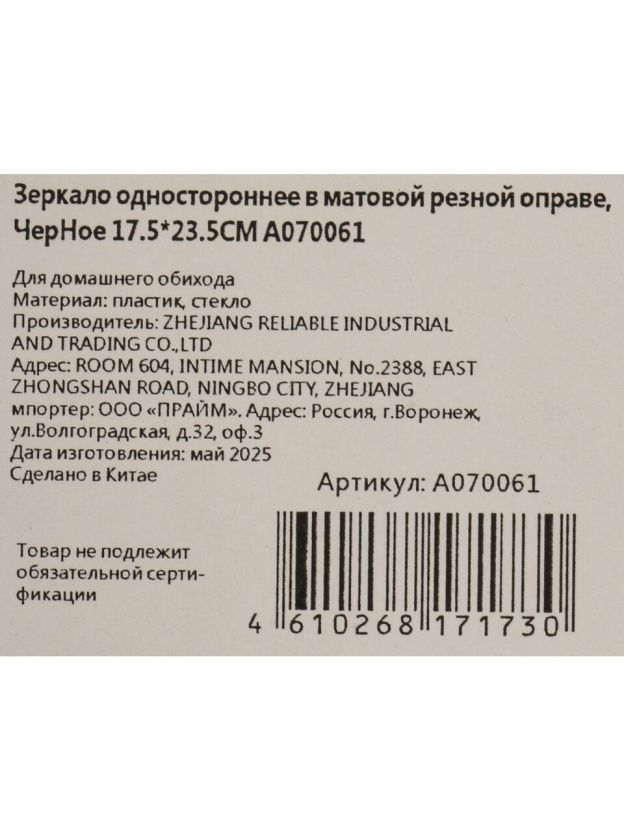 Зеркало одностороннее в матовой резной оправе,
ЧерНое 17.5*23.5СМ А070061
Для домашнего обихода
Материал: пластик, стекло
Производитель: ZHEJIANG RELIABLE INDUSTRIAL
AND TRADING CO.,LTD
Адрес: ROOM 604, INTIME MANSION, No.2388, EAST
ZHONGSHAN ROAD, NINGBO CITY, ZHEJIANG
мпортер: ООО «ПРАЙМ». Адрес: Россия, г.Воронеж,
ул.Волгоградская, д.32, оф.3
Дата изготовления: май 2025
Сделано в Китае
Артикул: А070061
Товар не подлежит
обязательной серти-
фикации
4 610268 171730